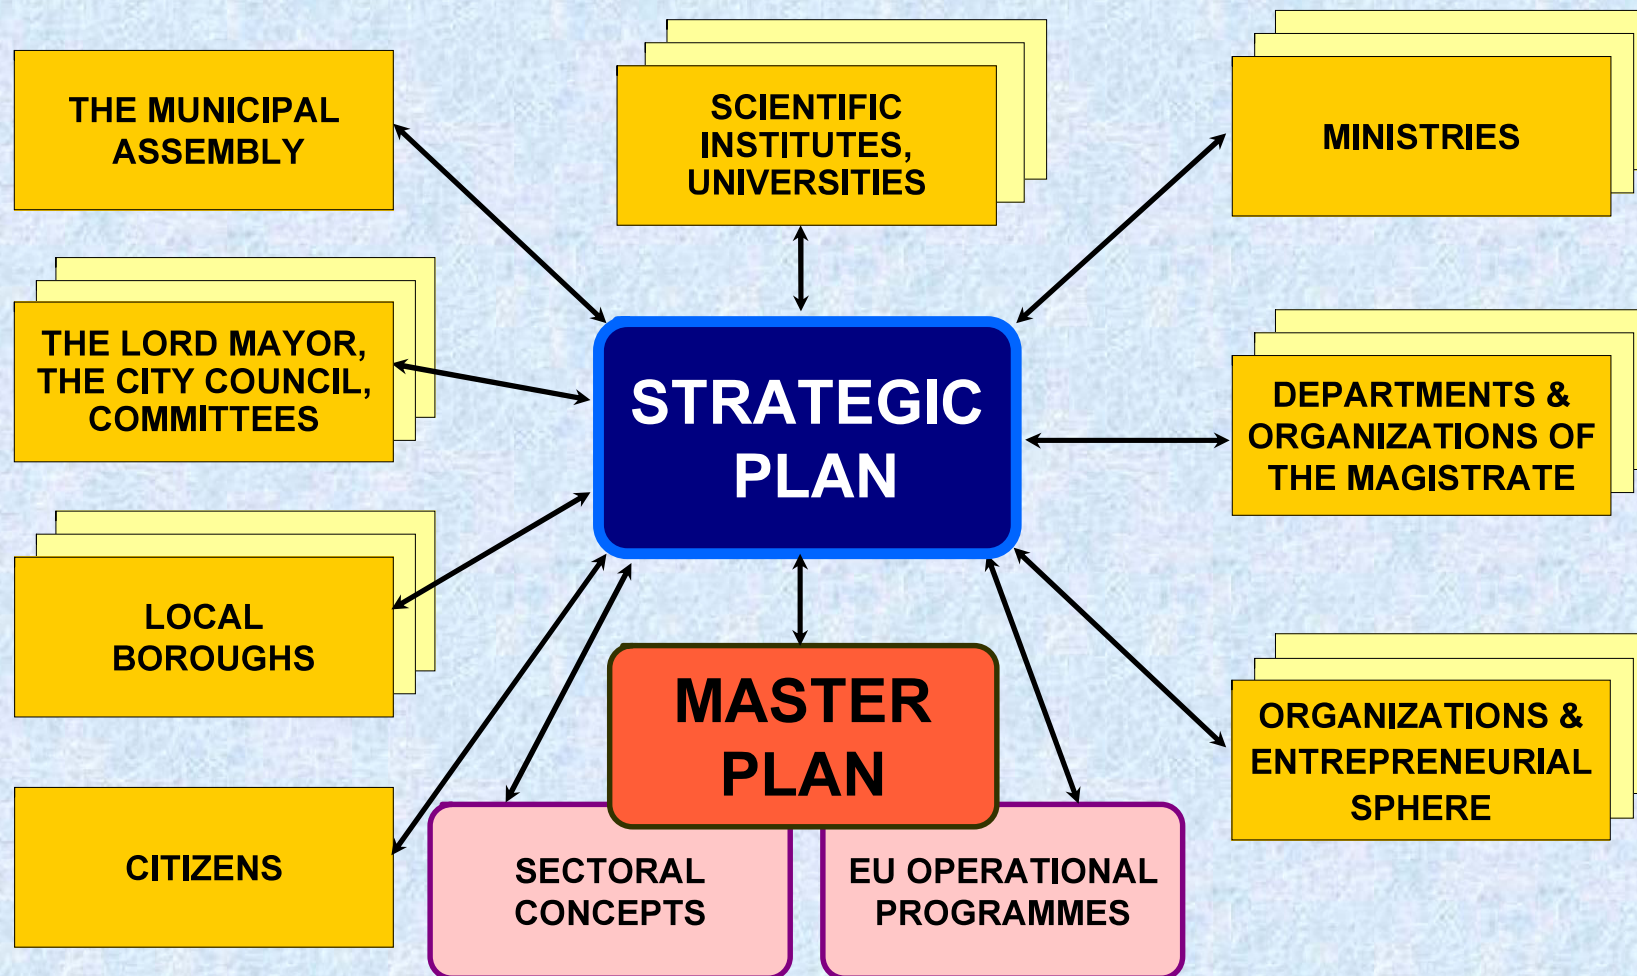 THE MUNICIPAL
ASSEMBLY
SCIENTIFIC
INSTITUTES,
UNIVERSITIES
MINISTRIES
THE LORD MAYOR,
THE CITY COUNCIL,
COMMITTEES
STRATEGIC
PLAN
DEPARTMENTS &
ORGANIZATIONS OF
THE MAGISTRATE
LOCAL
BOROUGHS
MASTER
PLAN
ORGANIZATIONS &
ENTREPRENEURIAL
SPHERE
CITIZENS
SECTORAL
CONCEPTS
EU OPERATIONAL
PROGRAMMES